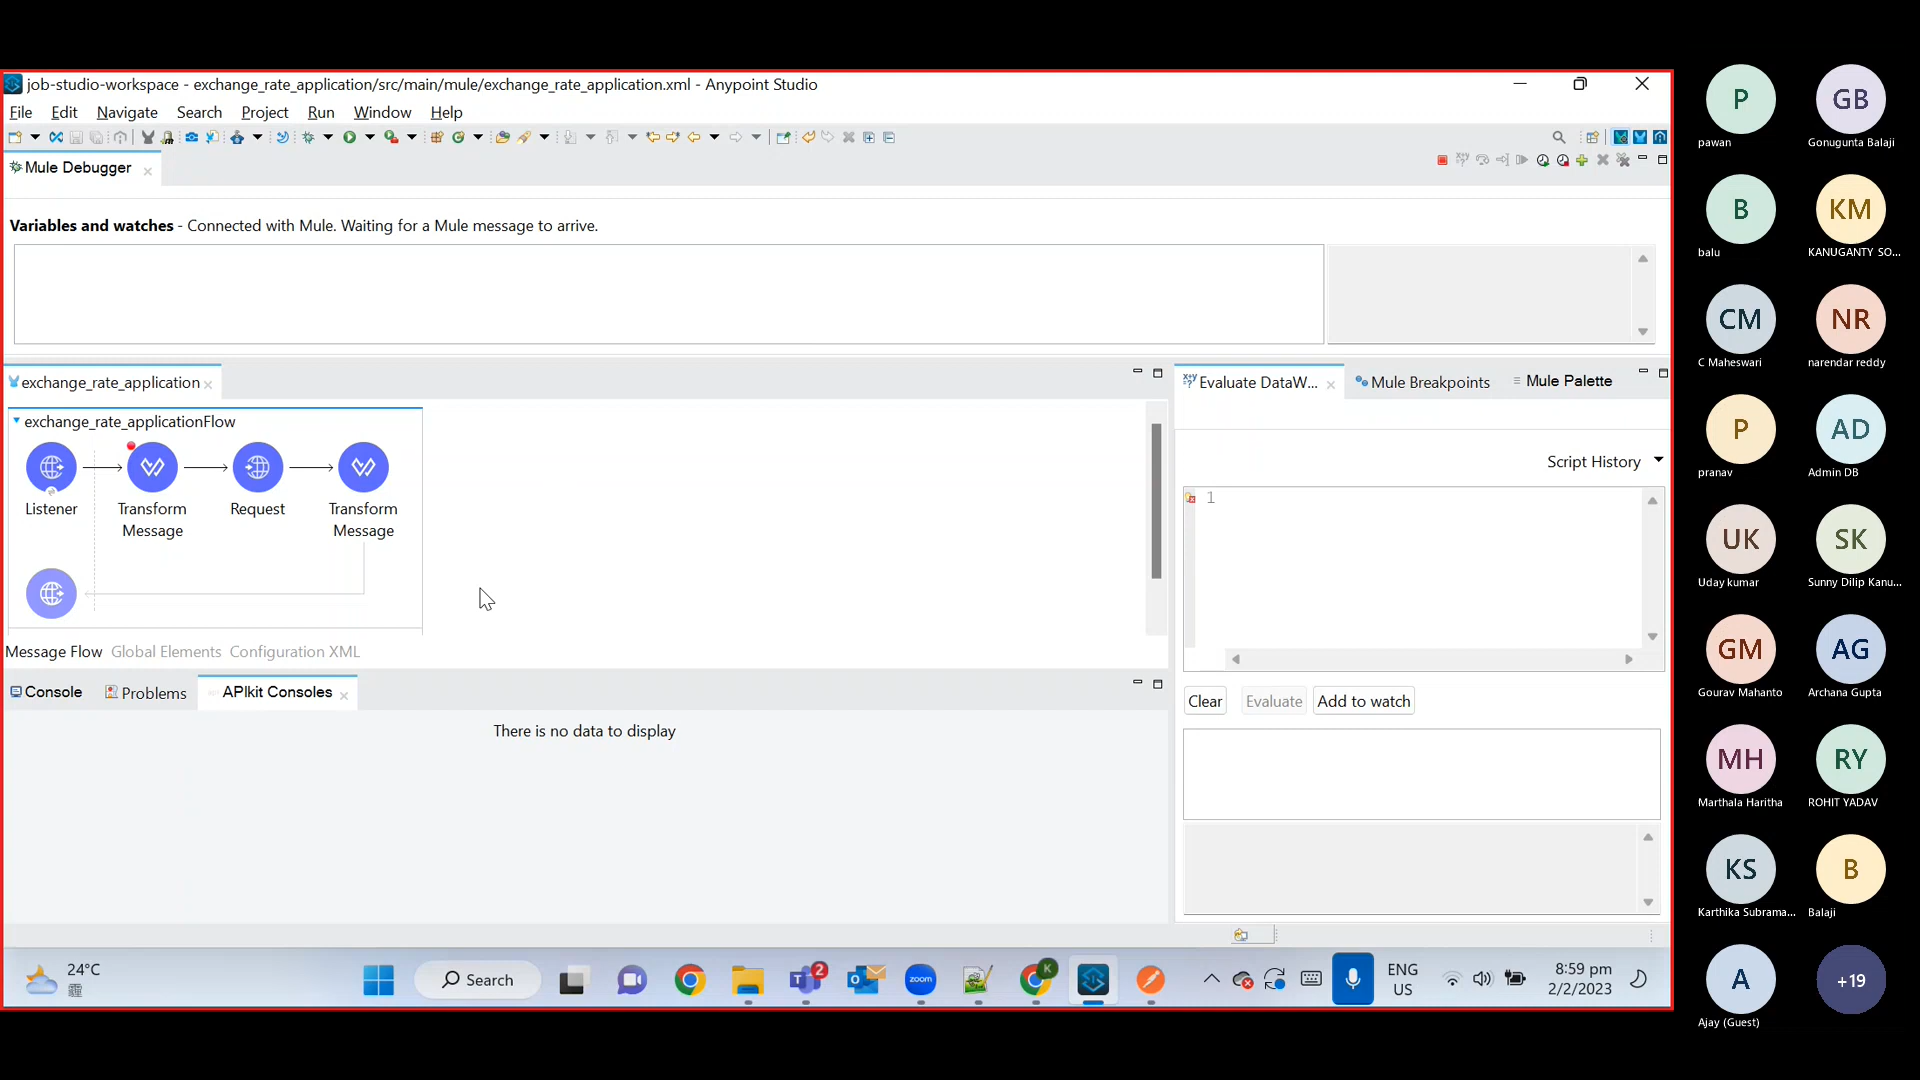 job-studio-workspace - exchange_rate_application/src/main/mule/exchange_rate_application.xml - Anypoint Studio
File Edit Navigate Search Project Run Window Help
Mule Debugger
Variables and watches - Connected with Mule. Waiting for a Mule message to arrive.
exchange_rate_application
exchange_rate_applicationFlow
Listener
Transform
Message
Request
Transform
Message
Message Flow Global Elements Configuration XML
Evaluate DataW... Mule Breakpoints Mule Palette
Script History
1
Clear Evaluate Add to watch
Console Problems APIkit Consoles
There is no data to display
24°C
霾
Search
2
zoom
K
ENG
US
8:59 pm
2/2/2023
P
pawan
GB
Gonugunta Balaji
B
balu
KM
KANUGANTY SO...
CM
C Maheswari
NR
narendar reddy
P
pranav
AD
Admin DB
UK
Uday kumar
SK
Sunny Dilip Kanu...
GM
Gourav Mahanto
AG
Archana Gupta
MH
Marthala Haritha
RY
ROHIT YADAV
KS
Karthika Subrama...
B
Balaji
A
Ajay (Guest)
+19